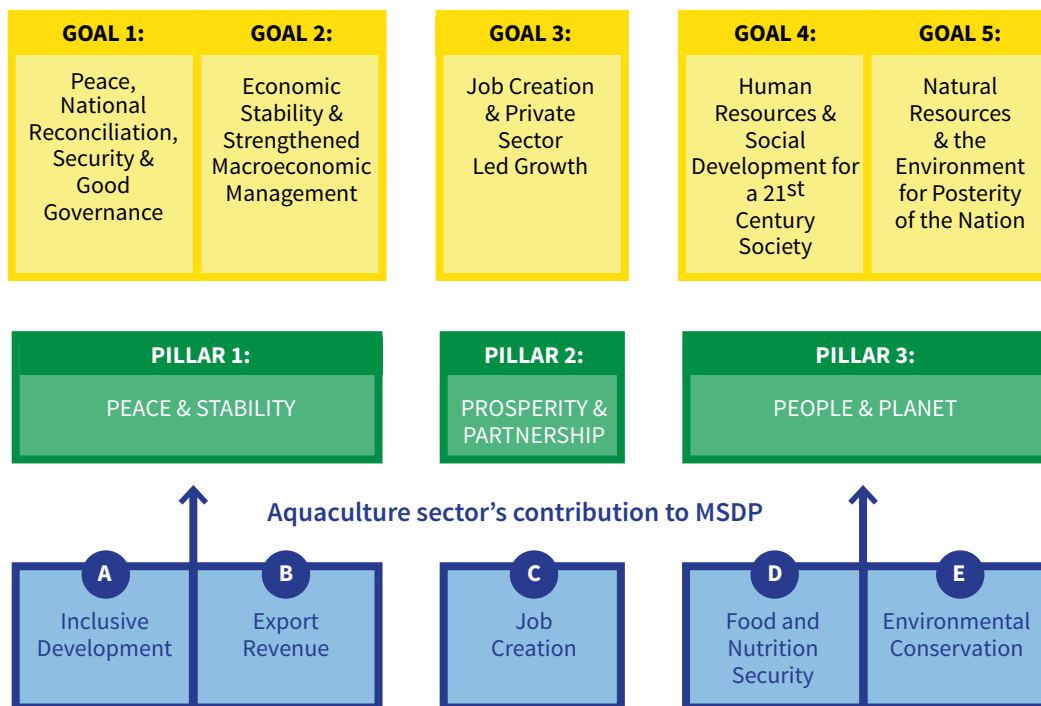 GOAL 1:
Peace,
National
Reconciliation,
Security &
Good
Governance
GOAL 2:
Economic
Stability &
Strengthened
Macroeconomic
Management
GOAL 3:
Job Creation
& Private
Sector
Led Growth
GOAL 4:
Human
Resources &
Social
Development for
a 21st
Century
Society
GOAL 5:
Natural
Resources
& the
Environment
for Posterity
of the Nation
PILLAR 1:
PEACE & STABILITY
PILLAR 2:
PROSPERITY &
PARTNERSHIP
PILLAR 3:
PEOPLE & PLANET
Aquaculture sector’s contribution to MSDP
A
Inclusive
Development
B
Export
Revenue
C
Job
Creation
D
Food and
Nutrition
Security
E
Environmental
Conservation